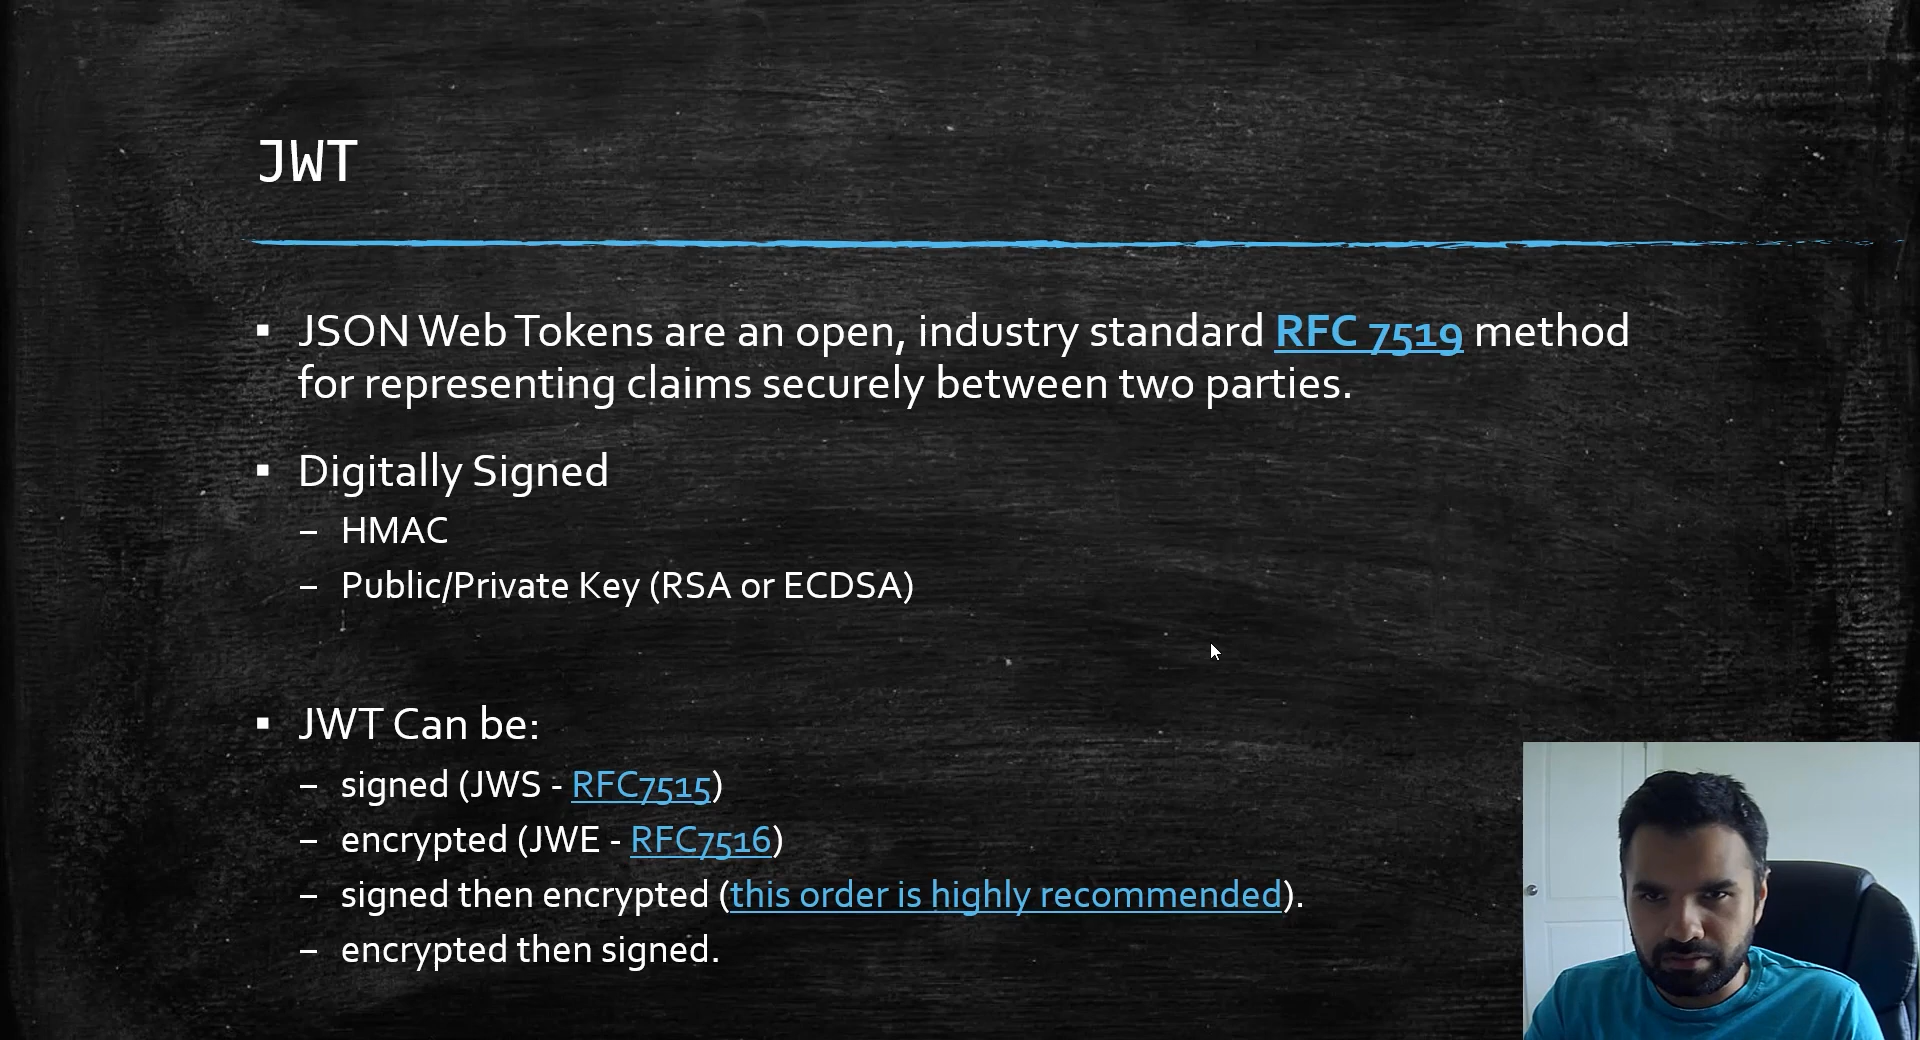 JWT
JSON Web Tokens are an open, industry standard RFC 7519 method
for representing claims securely between two parties.
Digitally Signed
– HMAC
– Public/Private Key (RSA or ECDSA)
JWT Can be:
– signed (JWS - RFC7515)
– encrypted (JWE - RFC7516)
– signed then encrypted (this order is highly recommended).
– encrypted then signed.